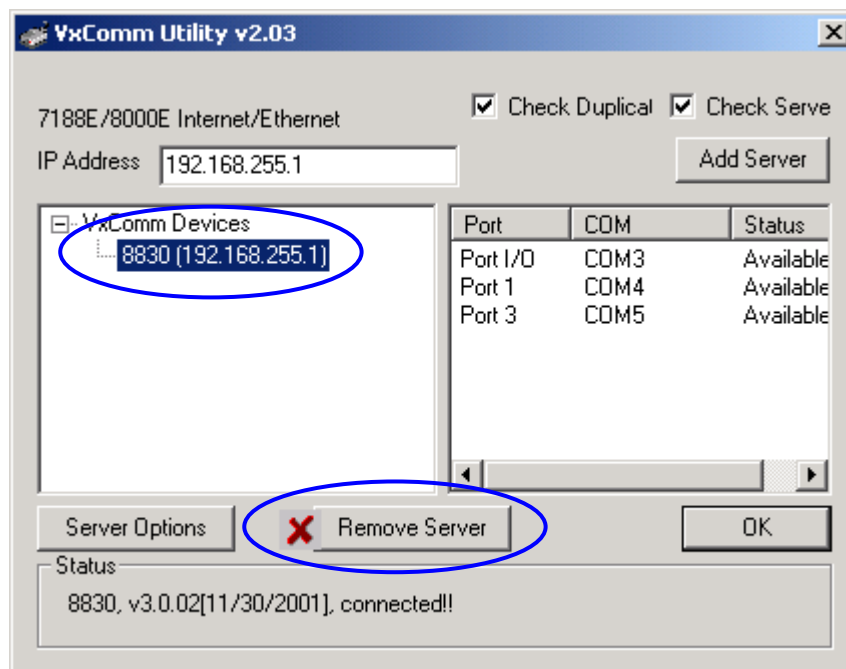 VxComm Utility v2.03
7188E/8000E Internet/Ethernet
Check Duplical
Check Serve
IP Address
192.168.255.1
Add Server
VxComm Devices
8830 (192.168.255.1)
Port COM Status
Port I/O COM3 Available
Port 1 COM4 Available
Port 3 COM5 Available
Server Options
Remove Server
OK
Status
8830, v3.0.02[11/30/2001], connected!!